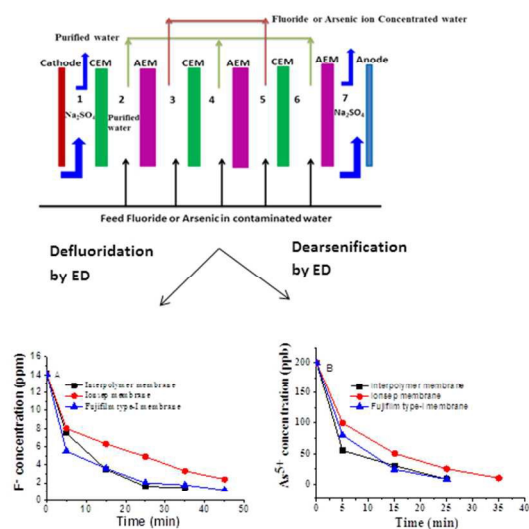 Fluoride or Arsenic ion Concentrated water
Purified water
Cathode CEM AEM CEM AEM CEM AEM Anode
1 2 3 4 5 6 7
Na₂SO₄ Purified water Na₂SO₄
Feed Fluoride or Arsenic in contaminated water
Defluoridation by ED
Dearsenification by ED
A
Interpolymer membrane
Ionsep membrane
Fujifilm type-I membrane
F⁻ concentration (ppm)
16
14
12
10
8
6
4
2
0
0 10 20 30 40 50
Time (min)
B
Interpolymer membrane
Ionsep membrane
Fujifilm type-I membrane
As⁵⁺ concentration (ppb)
200
150
100
50
0
0 5 10 15 20 25 30 35 40
Time (min)